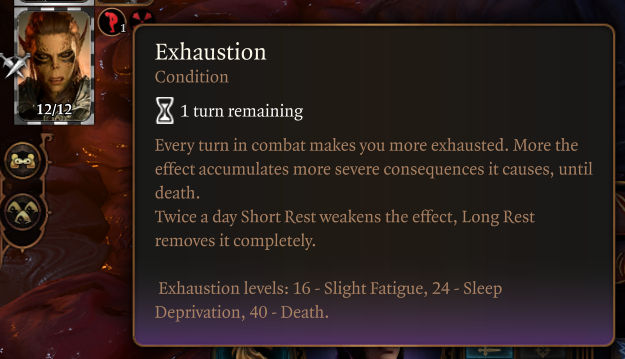 1
Exhaustion
Condition
1 turn remaining
12/12
Every turn in combat makes you more exhausted. More the
effect accumulates more severe consequences it causes, until
death.
Twice a day Short Rest weakens the effect, Long Rest
removes it completely.
Exhaustion levels: 16 - Slight Fatigue, 24 - Sleep
Deprivation, 40 - Death.